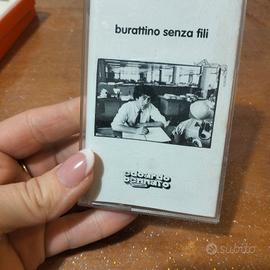 burattino senza fili
edoardo
bennato
subito